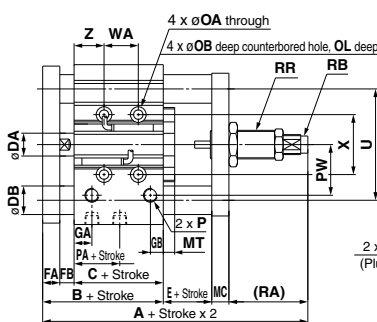 4 x øOA through
Z WA
4 x øOB deep counterbored hole, OL deep
RR RB
øDA
X
U
PW
øDB
2 x P
GA GB MT
PA + Stroke
FA FB C + Stroke E + Stroke MC (RA)
B + Stroke
A + Stroke x 2
2 x
(Plu